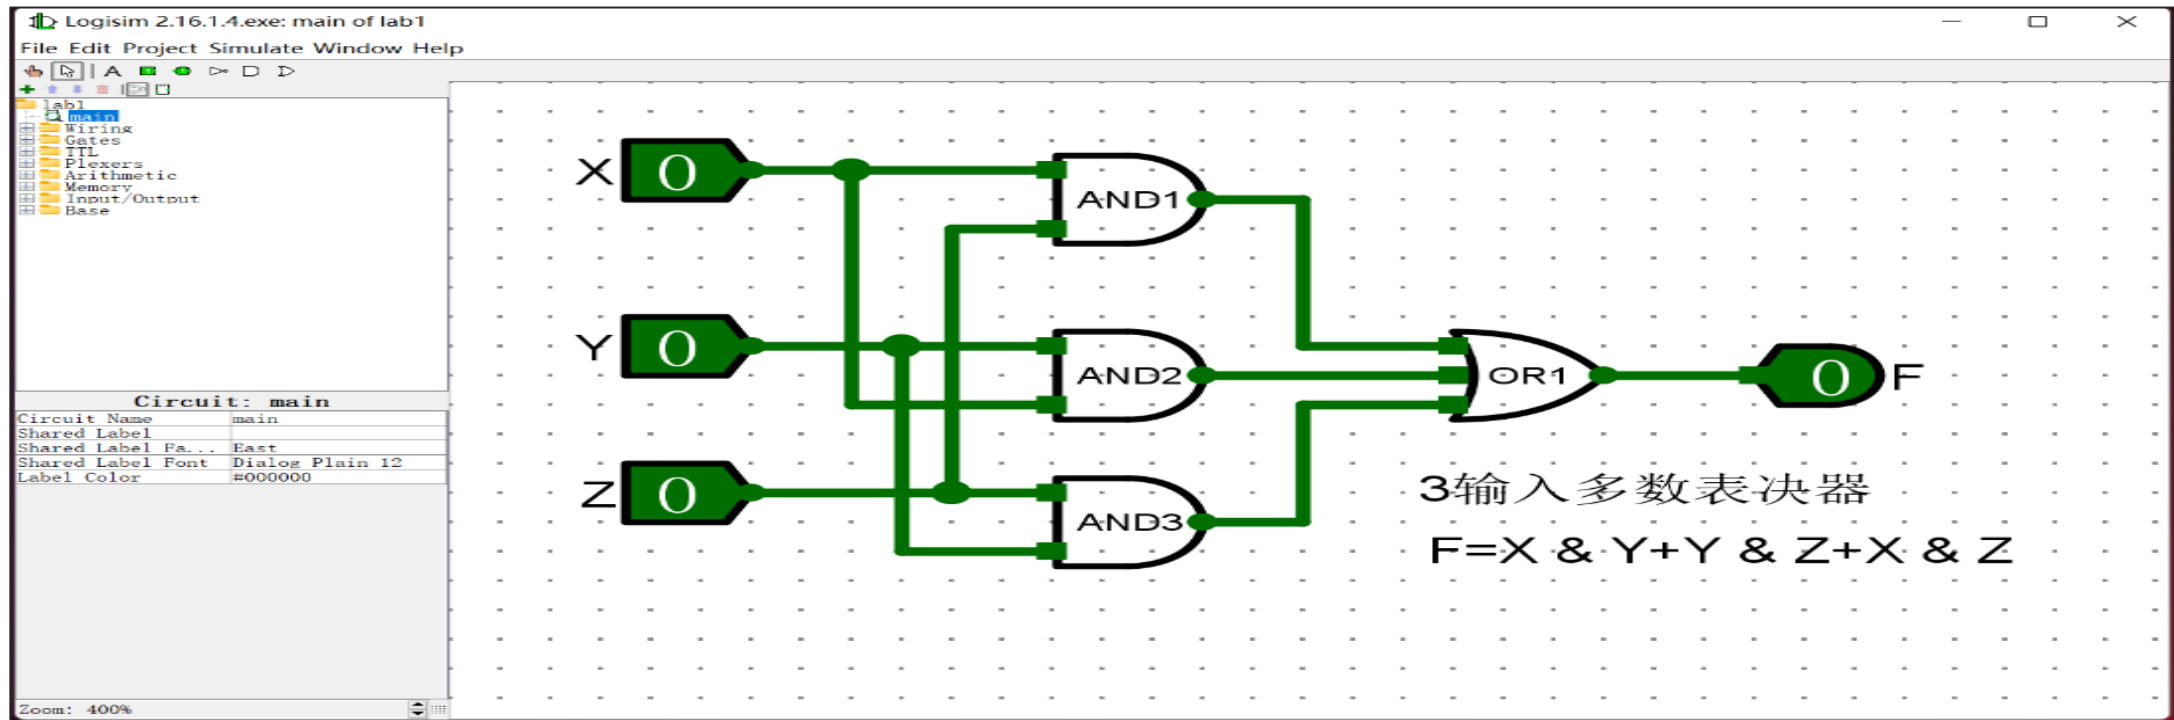 Logisim 2.16.1.4.exe: main of lab1
File Edit Project Simulate Window Help
A
lab1
main
Wiring
Gates
TTL
Plexers
Arithmetic
Memory
Input/Output
Base
Circuit: main
Circuit Name main
Shared Label
Shared Label Fa... East
Shared Label Font Dialog Plain 12
Label Color #000000
Zoom: 400%
X 0
AND1
Y 0
AND2
OR1
0 F
Z 0
AND3
3输入多数表决器
F=X & Y+Y & Z+X & Z